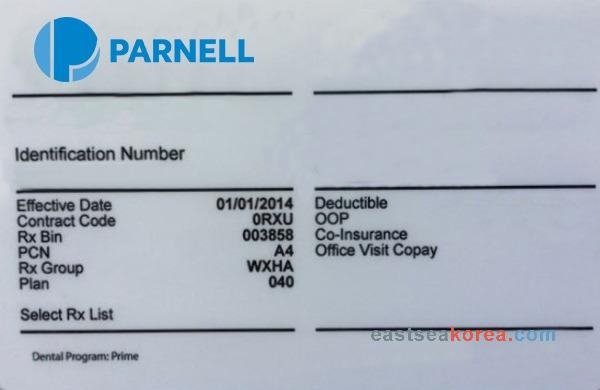 PARNELL
Identification Number
Effective Date 01/01/2014
Contract Code 0RXU
Rx Bin 003858
PCN A4
Rx Group WXHA
Plan 040
Select Rx List
Deductible
OOP
Co-Insurance
Office Visit Copay
eastseakorea.com
Dental Program: Prime